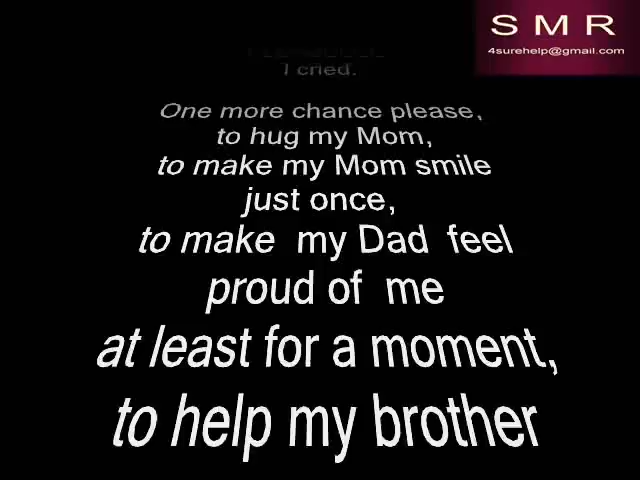 S M R
4surehelp@gmail.com
I cried.
One more chance please,
to hug my Mom,
to make my Mom smile
just once,
to make my Dad feel
proud of me
at least for a moment,
to help my brother